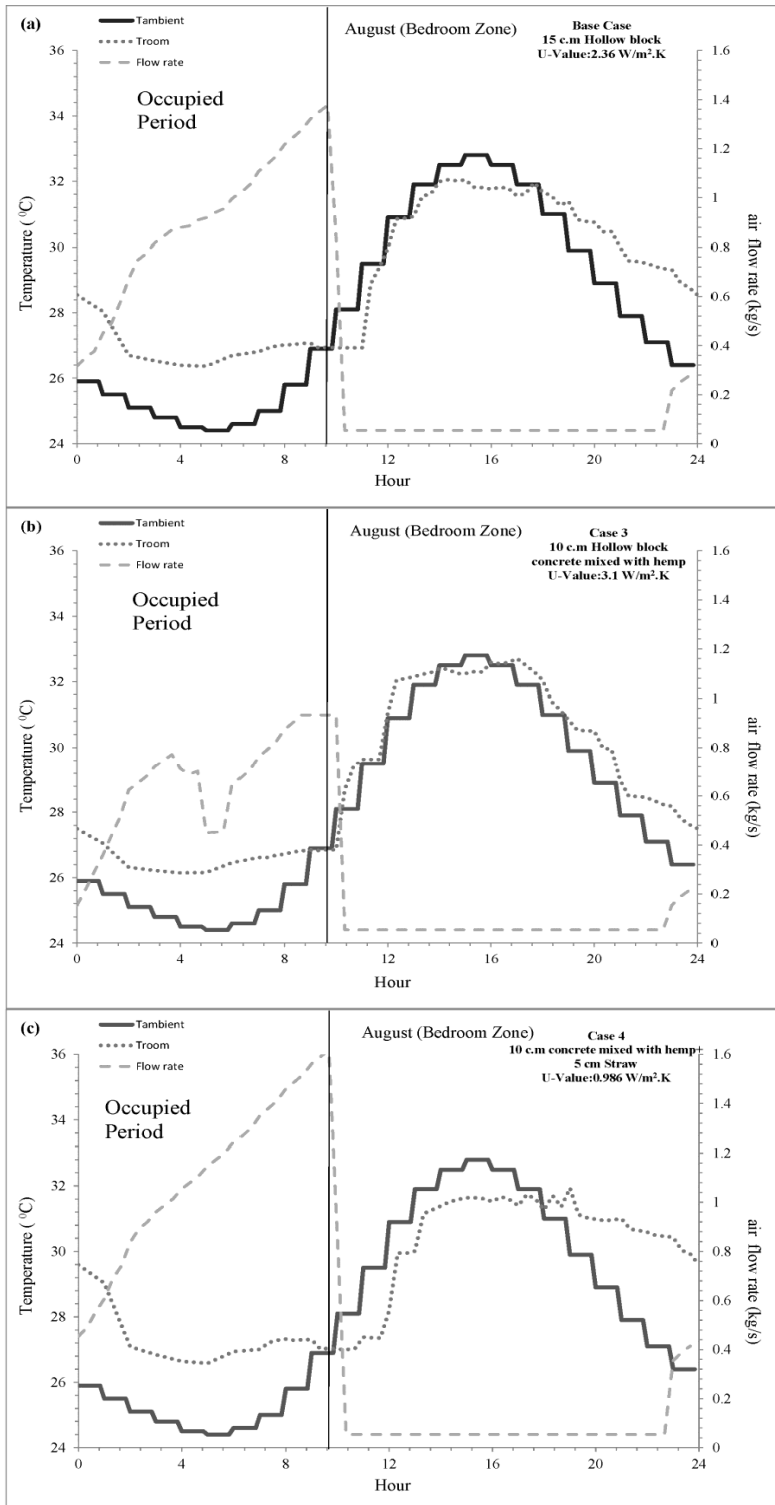 (a)
Tambient
Troom
Flow rate
August (Bedroom Zone)
Base Case
15 c.m Hollow block
U-Value:2.36 W/m².K
Occupied
Period
Temperature ( ⁰C)
36
34
32
30
28
26
24
air flow rate (kg/s)
1.6
1.4
1.2
1
0.8
0.6
0.4
0.2
0
0
4
8
12
16
20
24
Hour
(b)
Tambient
Troom
Flow rate
August (Bedroom Zone)
Case 3
10 c.m Hollow block
concrete mixed with hemp
U-Value:3.1 W/m².K
Occupied
Period
Temperature ( ⁰C)
36
34
32
30
28
26
24
air flow rate (kg/s)
1.6
1.4
1.2
1
0.8
0.6
0.4
0.2
0
0
4
8
12
16
20
24
Hour
(c)
Tambient
Troom
Flow rate
August (Bedroom Zone)
Case 4
10 c.m concrete mixed with hemp+
5 cm Straw
U-Value:0.986 W/m².K
Occupied
Period
Temperature ( ⁰C)
36
34
32
30
28
26
24
air flow rate (kg/s)
1.6
1.4
1.2
1
0.8
0.6
0.4
0.2
0
0
4
8
12
16
20
24
Hour